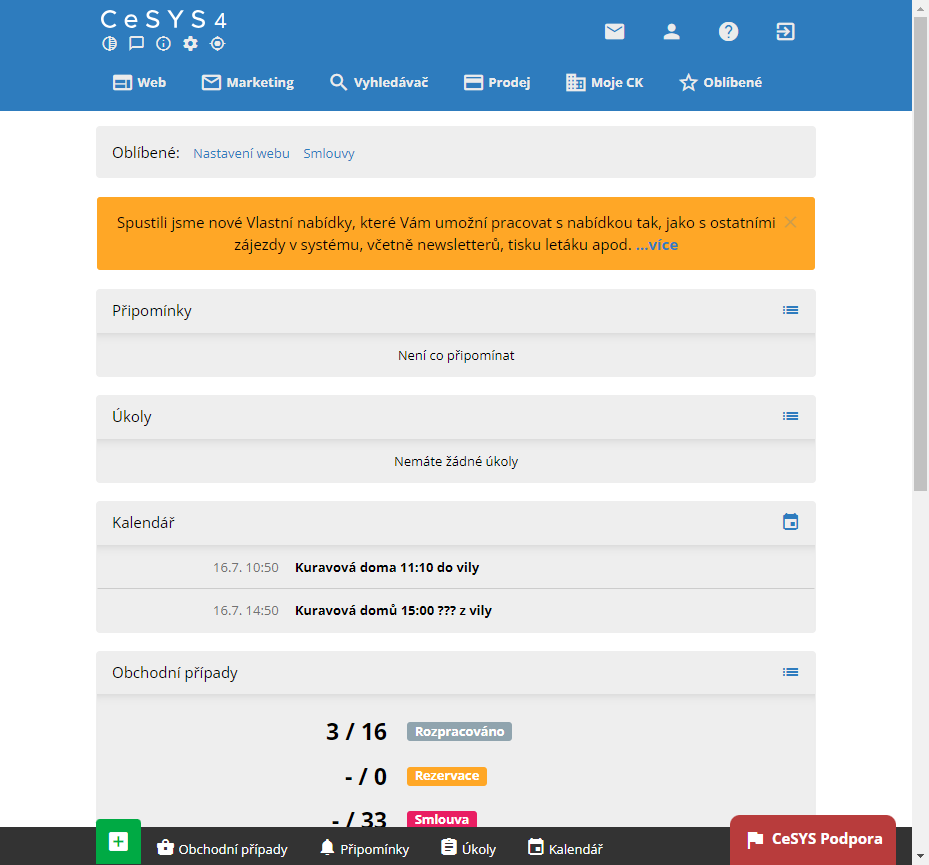 CeSYS 4
Web Marketing Vyhledávač Prodej Moje CK Oblíbené
Oblíbené: Nastavení webu Smlouvy
Spustili jsme nové Vlastní nabídky, které Vám umožní pracovat s nabídkou tak, jako s ostatními
zájezdy v systému, včetně newsletterů, tisku letáku apod. ...více
Připomínky
Není co připomínat
Úkoly
Nemáte žádné úkoly
Kalendář
16.7. 10:50 Kuravová doma 11:10 do vily
16.7. 14:50 Kuravová domů 15:00 ??? z vily
Obchodní případy
3 / 16 Rozpracováno
- / 0 Rezervace
- / 33 Smlouva
Obchodní případy Připomínky Úkoly Kalendář CeSYS Podpora